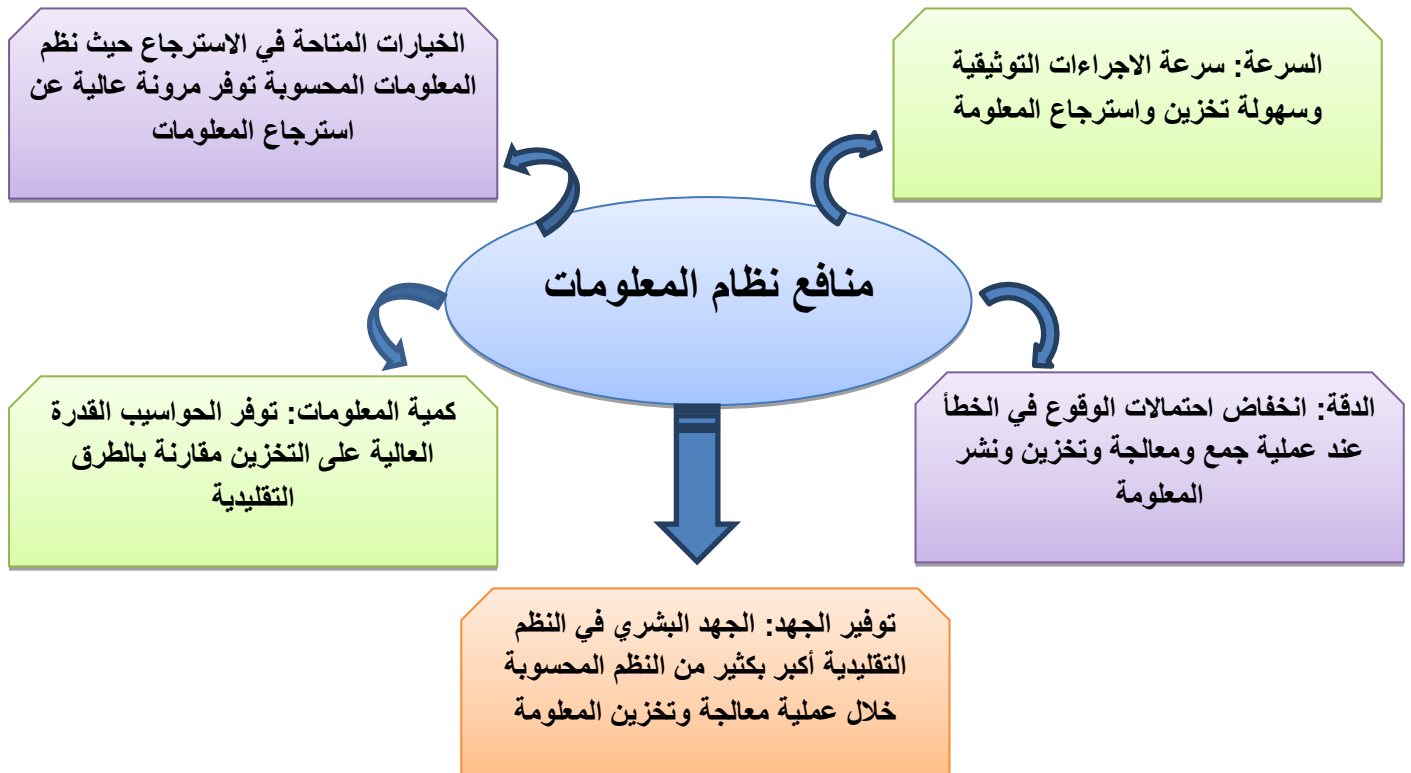 السرعة: سرعة الاجراءات التوثيقية
وسهولة تخزين واسترجاع المعلومة
الخيارات المتاحة في الاسترجاع حيث نظم
المعلومات المحسوبة توفر مرونة عالية عن
استرجاع المعلومات
منافع نظام المعلومات
الدقة: انخفاض احتمالات الوقوع في الخطأ
عند عملية جمع ومعالجة وتخزين ونشر
المعلومة
كمية المعلومات: توفر الحواسيب القدرة
العالية على التخزين مقارنة بالطرق
التقليدية
توفير الجهد: الجهد البشري في النظم
التقليدية أكبر بكثير من النظم المحسوبة
خلال عملية معالجة وتخزين المعلومة